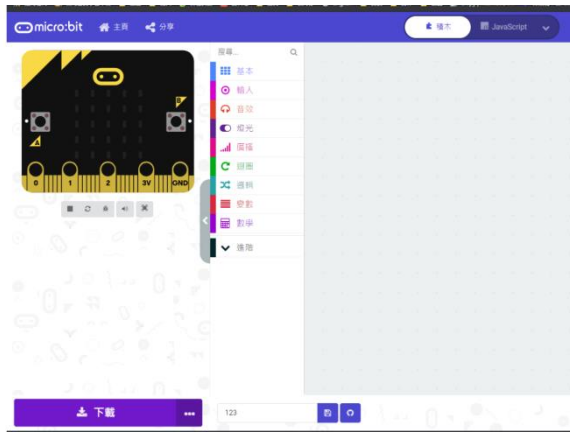 micro:bit 主頁 分享 積木 JavaScript
搜尋...
基本
輸入
音效
燈光
廣播
迴圈
邏輯
變數
數學
進階
B
A
0 1 2 3V GND
下載 ••• 123